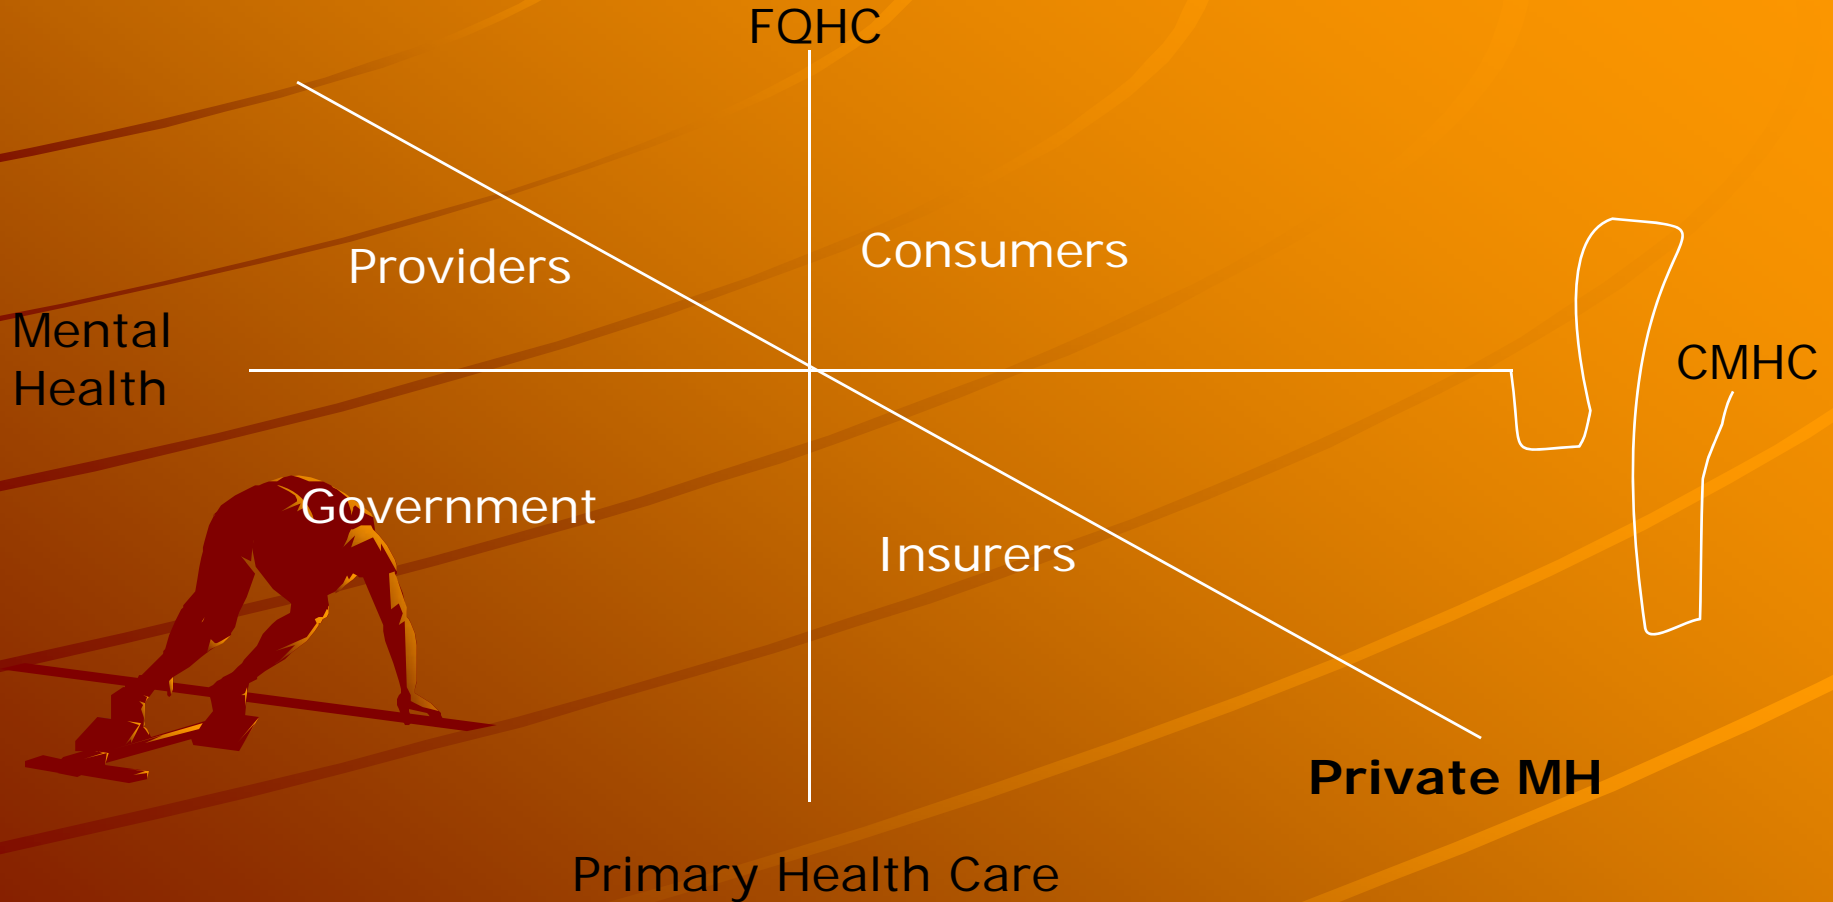 FQHC
Providers
Consumers
Mental
Health
CMHC
Government
Insurers
Private MH
Primary Health Care